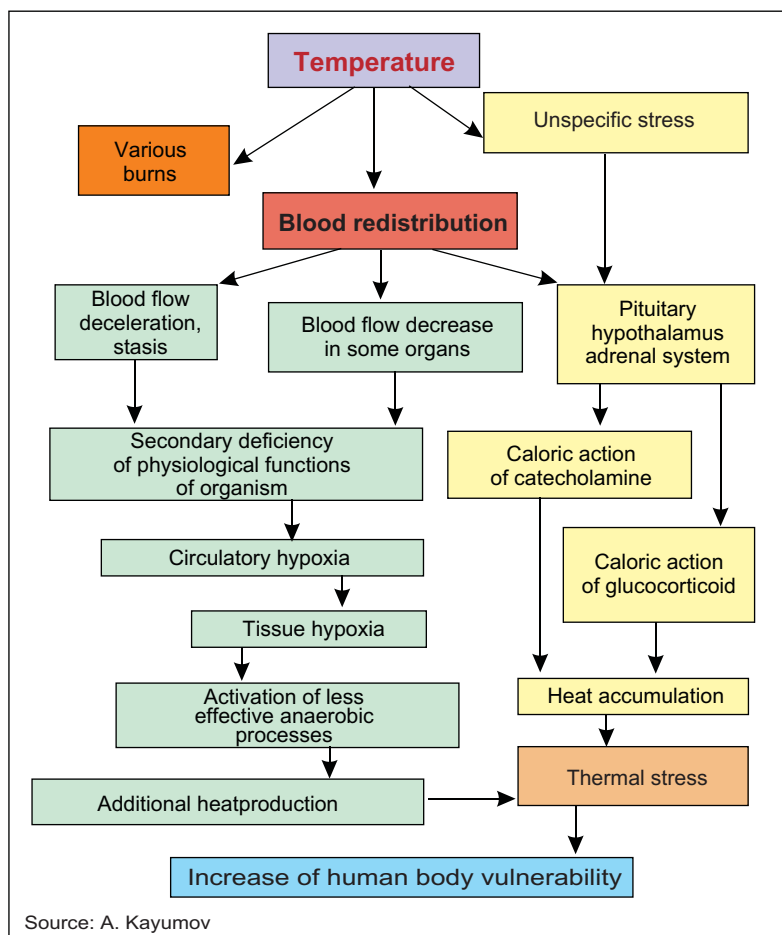 Temperature
Unspecific stress
Various
burns
Blood redistribution
Blood flow
deceleration,
stasis
Blood flow decrease
in some organs
Pituitary
hypothalamus
adrenal system
Secondary deficiency
of physiological functions
of organism
Caloric action
of catecholamine
Circulatory hypoxia
Caloric action
of glucocorticoid
Tissue hypoxia
Activation of less
effective anaerobic
processes
Heat accumulation
Additional heatproduction
Thermal stress
Increase of human body vulnerability
Source: A. Kayumov